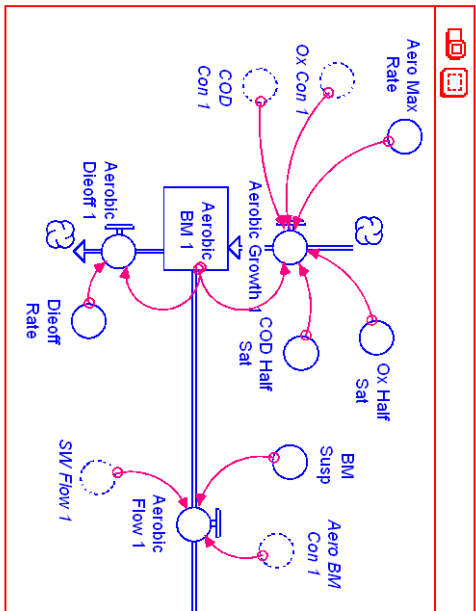 Aero Max
Rate
Ox Con 1
COD
Con 1
Aerobic Growth 1
Ox Half
Sat
COD Half
Sat
Aerobic
BM 1
Aerobic
Dieoff 1
Dieoff
Rate
BM
Susp
Aero BM
Con 1
Aerobic
Flow 1
SW Flow 1